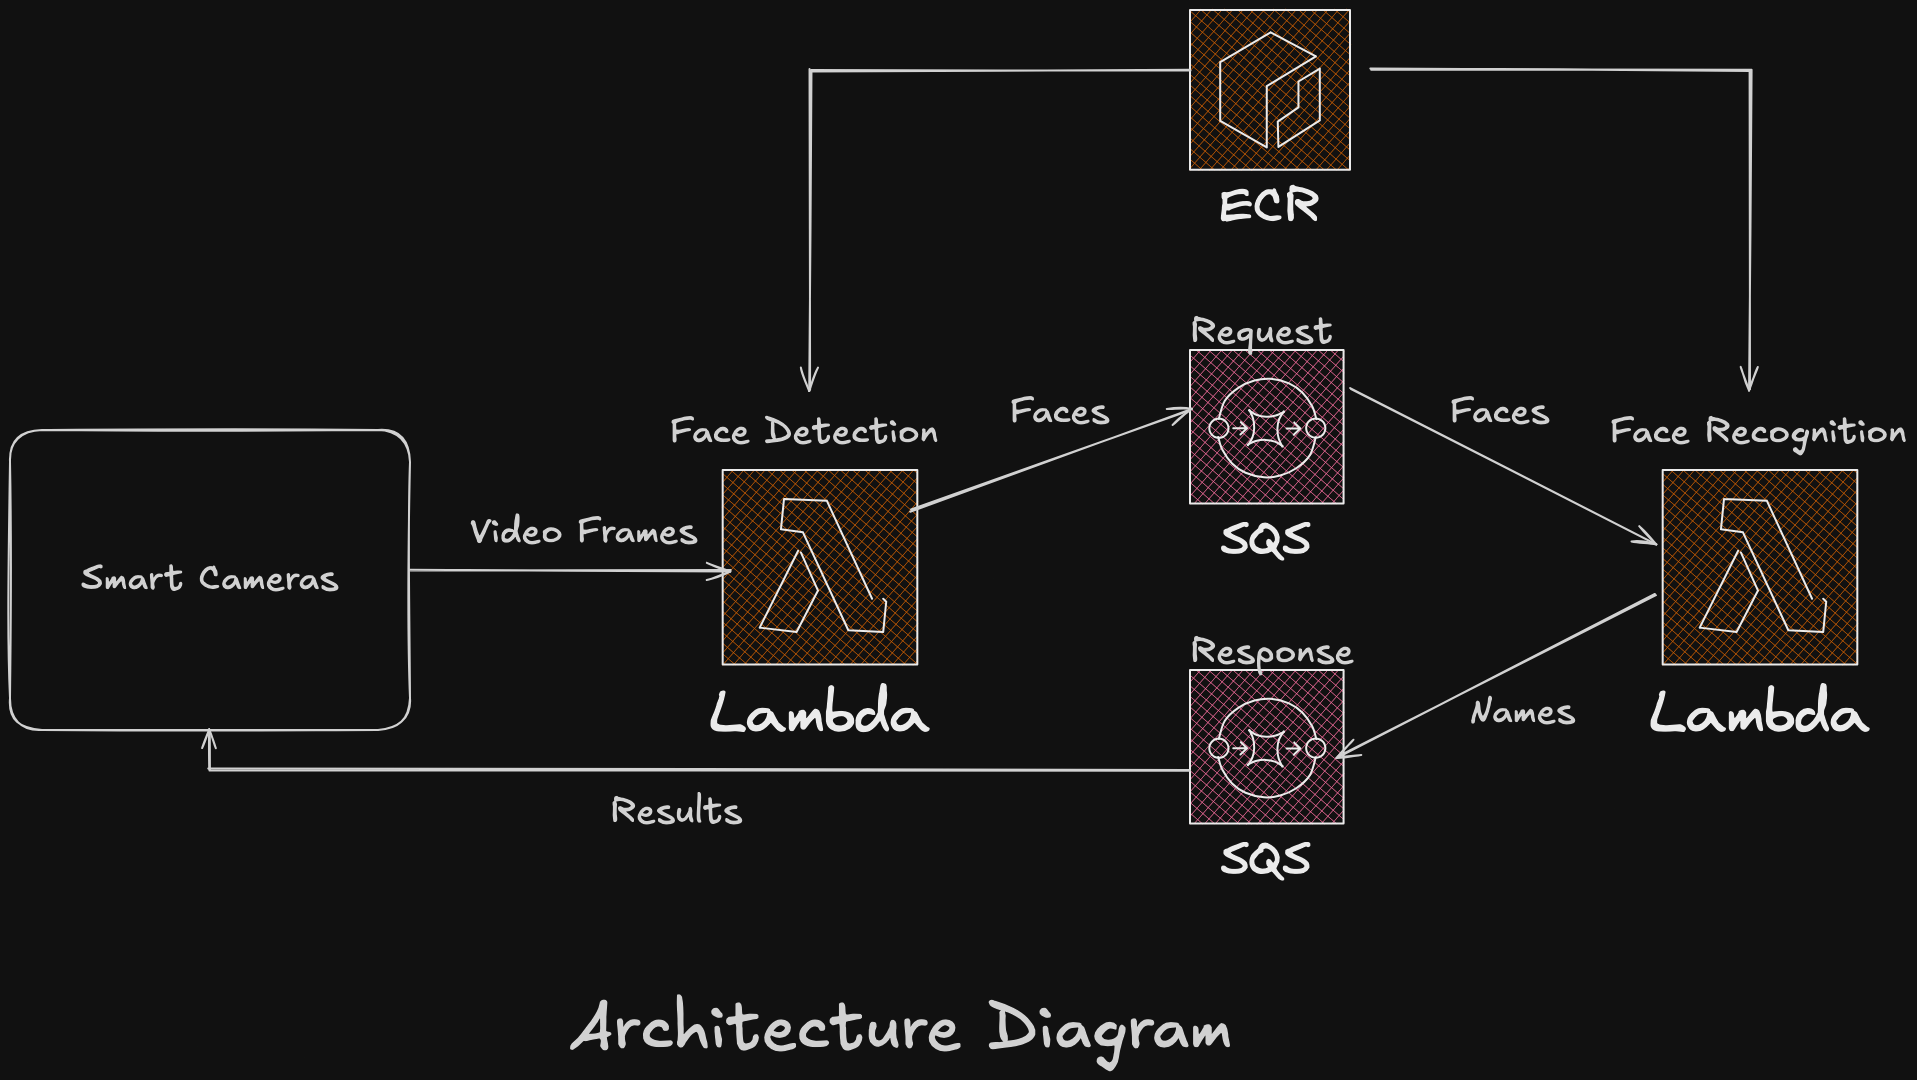 ECR
Request
Faces
Faces
Face Detection
Face Recognition
Video Frames
SQS
Smart Cameras
Response
Lambda
Names
Lambda
Results
SQS
Architecture Diagram